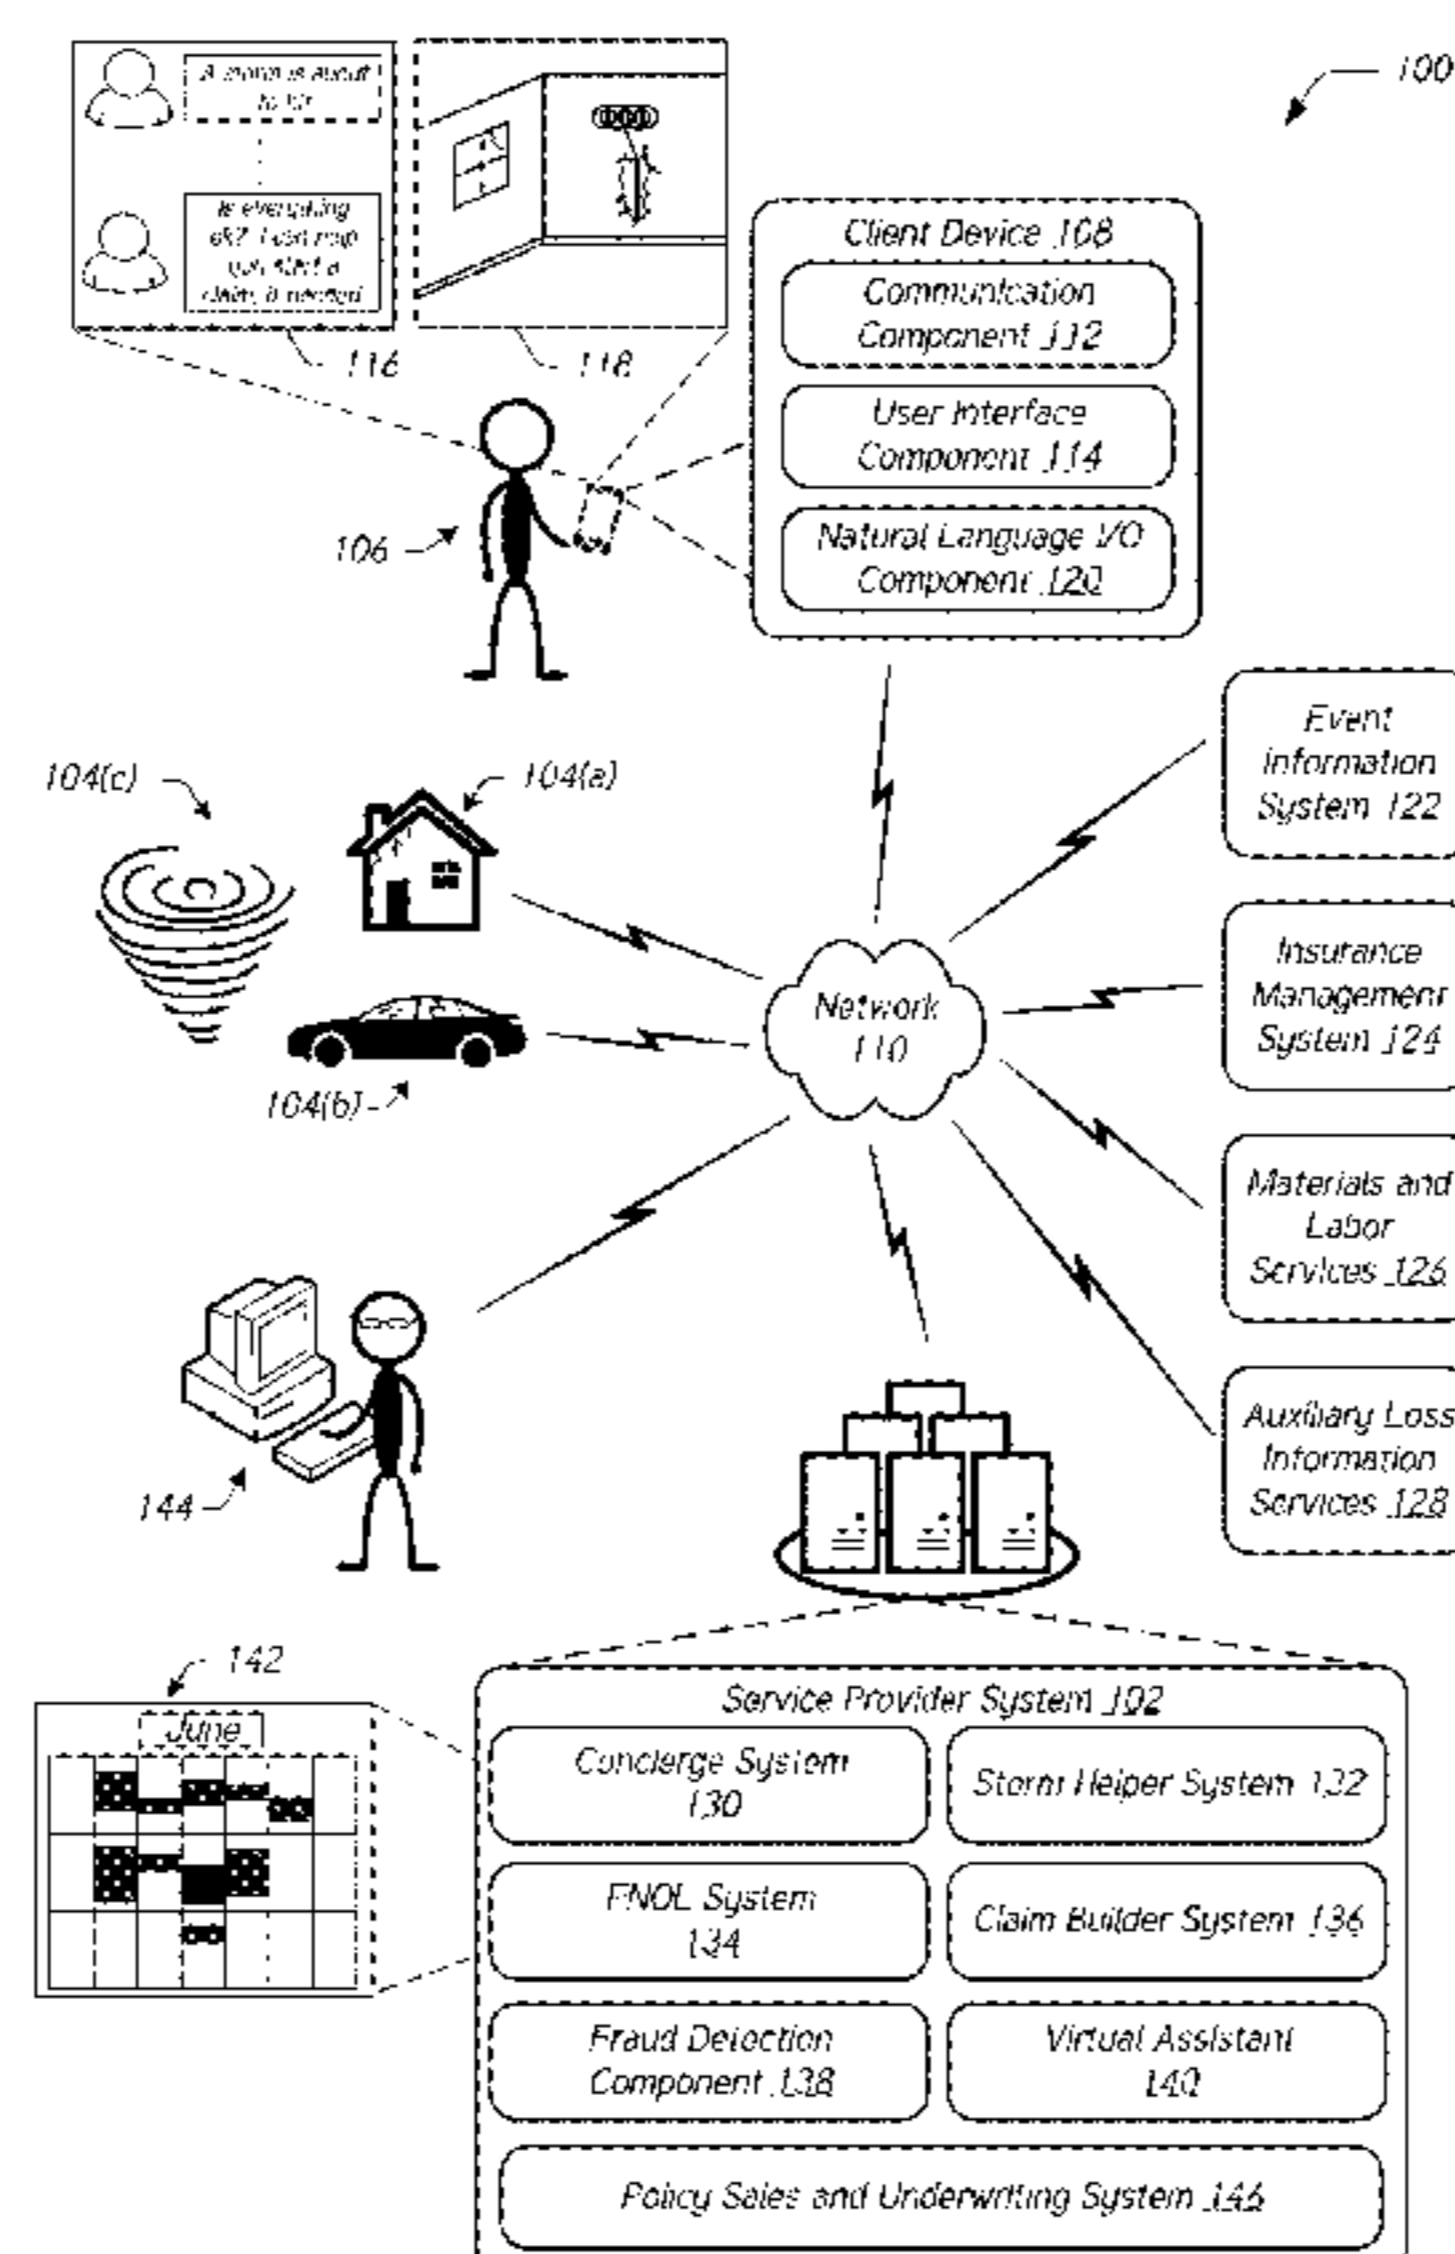 100
A storm is about
to hit
Is everything
ok? I can help
you start a
claim, if needed
116
118
Client Device 108
Communication
Component 112
User Interface
Component 114
Natural Language I/O
Component 120
106
Event
Information
System 122
104(c)
104(a)
Insurance
Management
System 124
Network
110
104(b)
Materials and
Labor
Services 126
Auxiliary Loss
Information
Services 128
144
142
June
Service Provider System 102
Concierge System
130
Storm Helper System 132
FNOL System
134
Claim Builder System 136
Fraud Detection
Component 138
Virtual Assistant
140
Policy Sales and Underwriting System 146